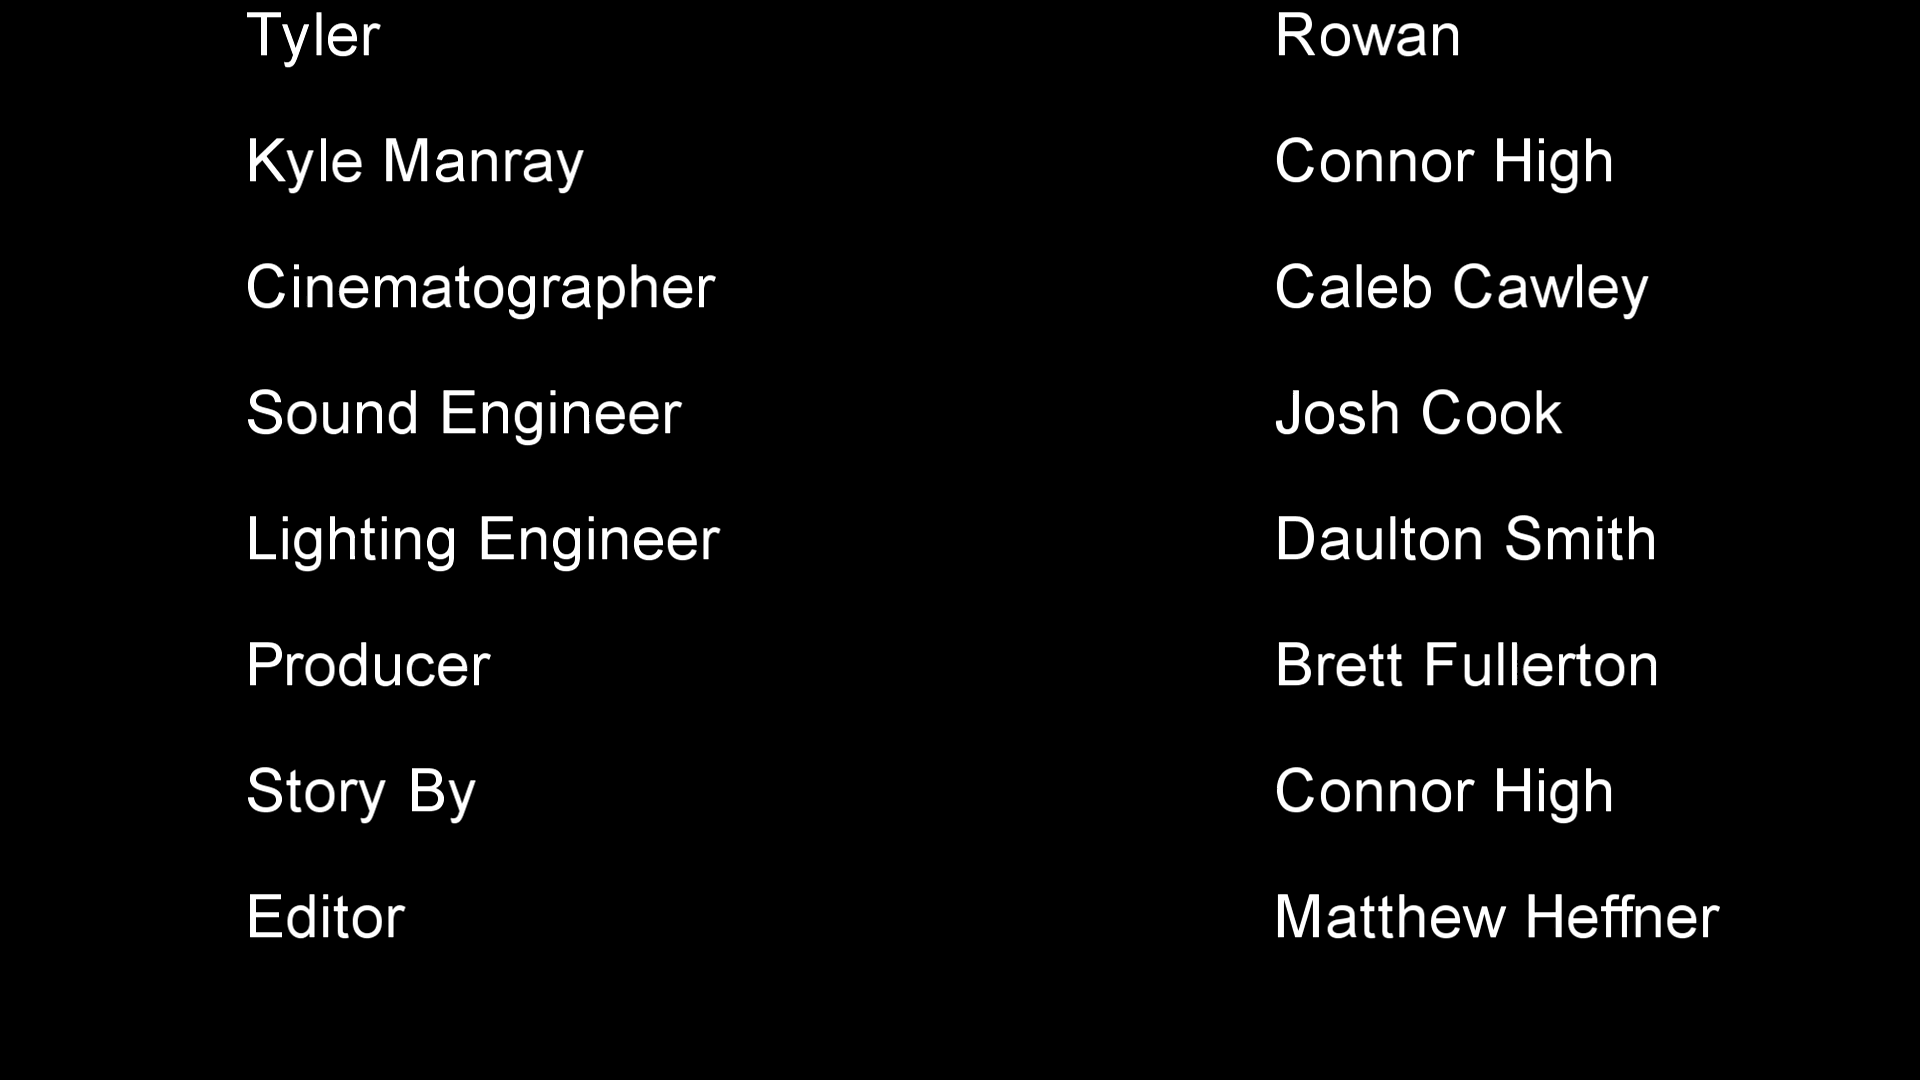 Tyler Rowan
Kyle Manray Connor High
Cinematographer Caleb Cawley
Sound Engineer Josh Cook
Lighting Engineer Daulton Smith
Producer Brett Fullerton
Story By Connor High
Editor Matthew Heffner